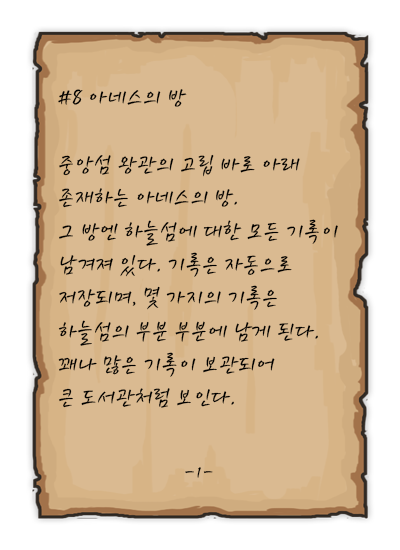 #8 아네스의 방
중앙섬 왕관의 고립 바로 아래
존재하는 아네스의 방.
그 방엔 하늘섬에 대한 모든 기록이
남겨져 있다. 기록은 자동으로
저장되며, 몇 가지의 기록은
하늘섬의 부분 부분에 남게 된다.
꽤나 많은 기록이 보관되어
큰 도서관처럼 보인다.
-1-